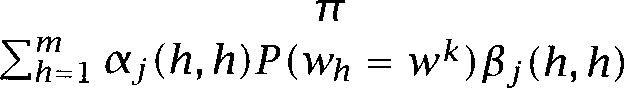 π
∑_{h=1}^{m} α_j(h, h)P(w_h = w^k)β_j(h, h)